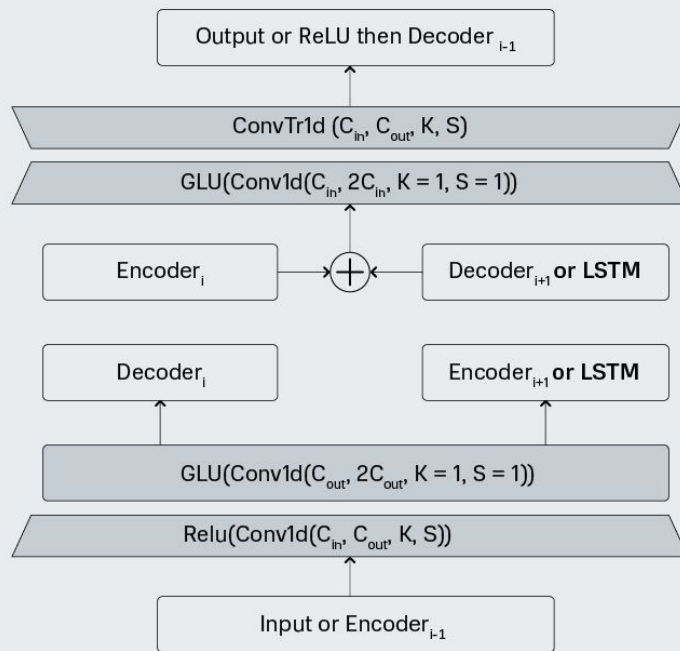 Output or ReLU then Decoder i-1
ConvTr1d (Cin, Cout, K, S)
GLU(Conv1d(Cin, 2Cin, K = 1, S = 1))
Encoderi
Decoderi+1 or LSTM
Decoderi
Encoderi+1 or LSTM
GLU(Conv1d(Cout, 2Cout, K = 1, S = 1))
Relu(Conv1d(Cin, Cout, K, S))
Input or Encoderi-1